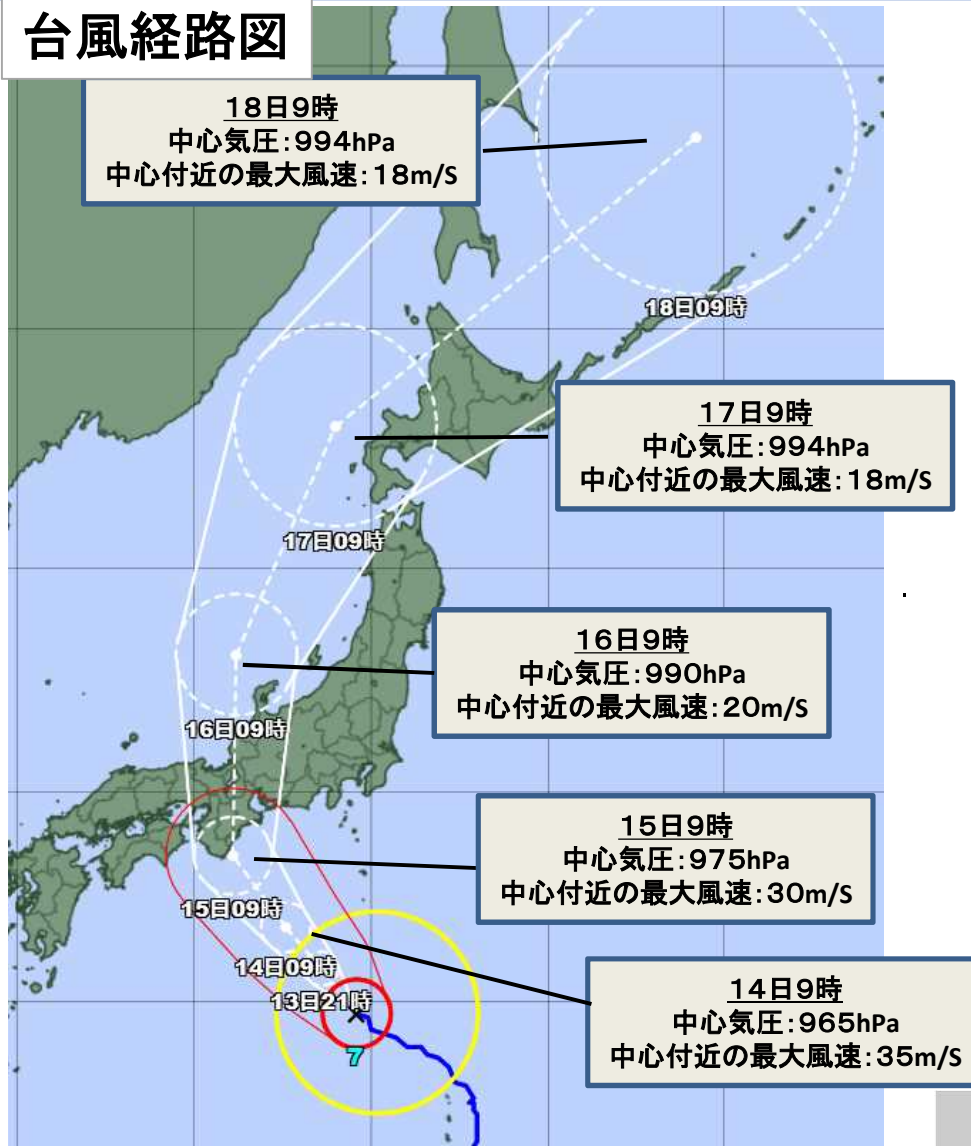 台風経路図
18日9時
中心気圧:994hPa
中心付近の最大風速:18m/S
18日09時
17日9時
中心気圧:994hPa
中心付近の最大風速:18m/S
17日09時
16日9時
中心気圧:990hPa
中心付近の最大風速:20m/S
16日09時
15日9時
中心気圧:975hPa
中心付近の最大風速:30m/S
15日09時
14日09時
13日21時
14日9時
中心気圧:965hPa
中心付近の最大風速:35m/S
7